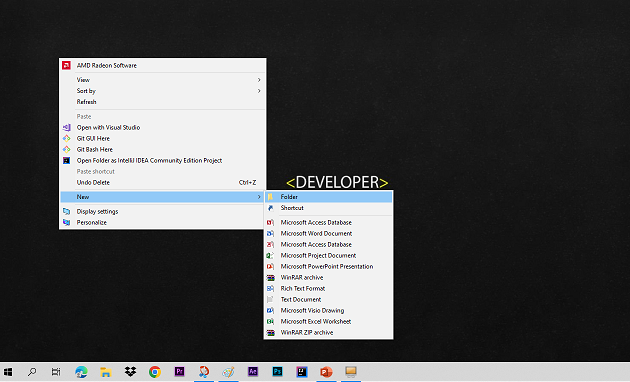 AMD Radeon Software
View
Sort by
Refresh
Paste
Open with Visual Studio
Git GUI Here
Git Bash Here
Open Folder as IntelliJ IDEA Community Edition Project
Paste shortcut
Undo Delete Ctrl+Z
New
Display settings
Personalize
<DEVELOPER>
Folder
Shortcut
Microsoft Access Database
Microsoft Word Document
Microsoft Access Database
Microsoft Project Document
Microsoft PowerPoint Presentation
WinRAR archive
Rich Text Format
Text Document
Microsoft Visio Drawing
Microsoft Excel Worksheet
WinRAR ZIP archive
Pr
Ae
Ps